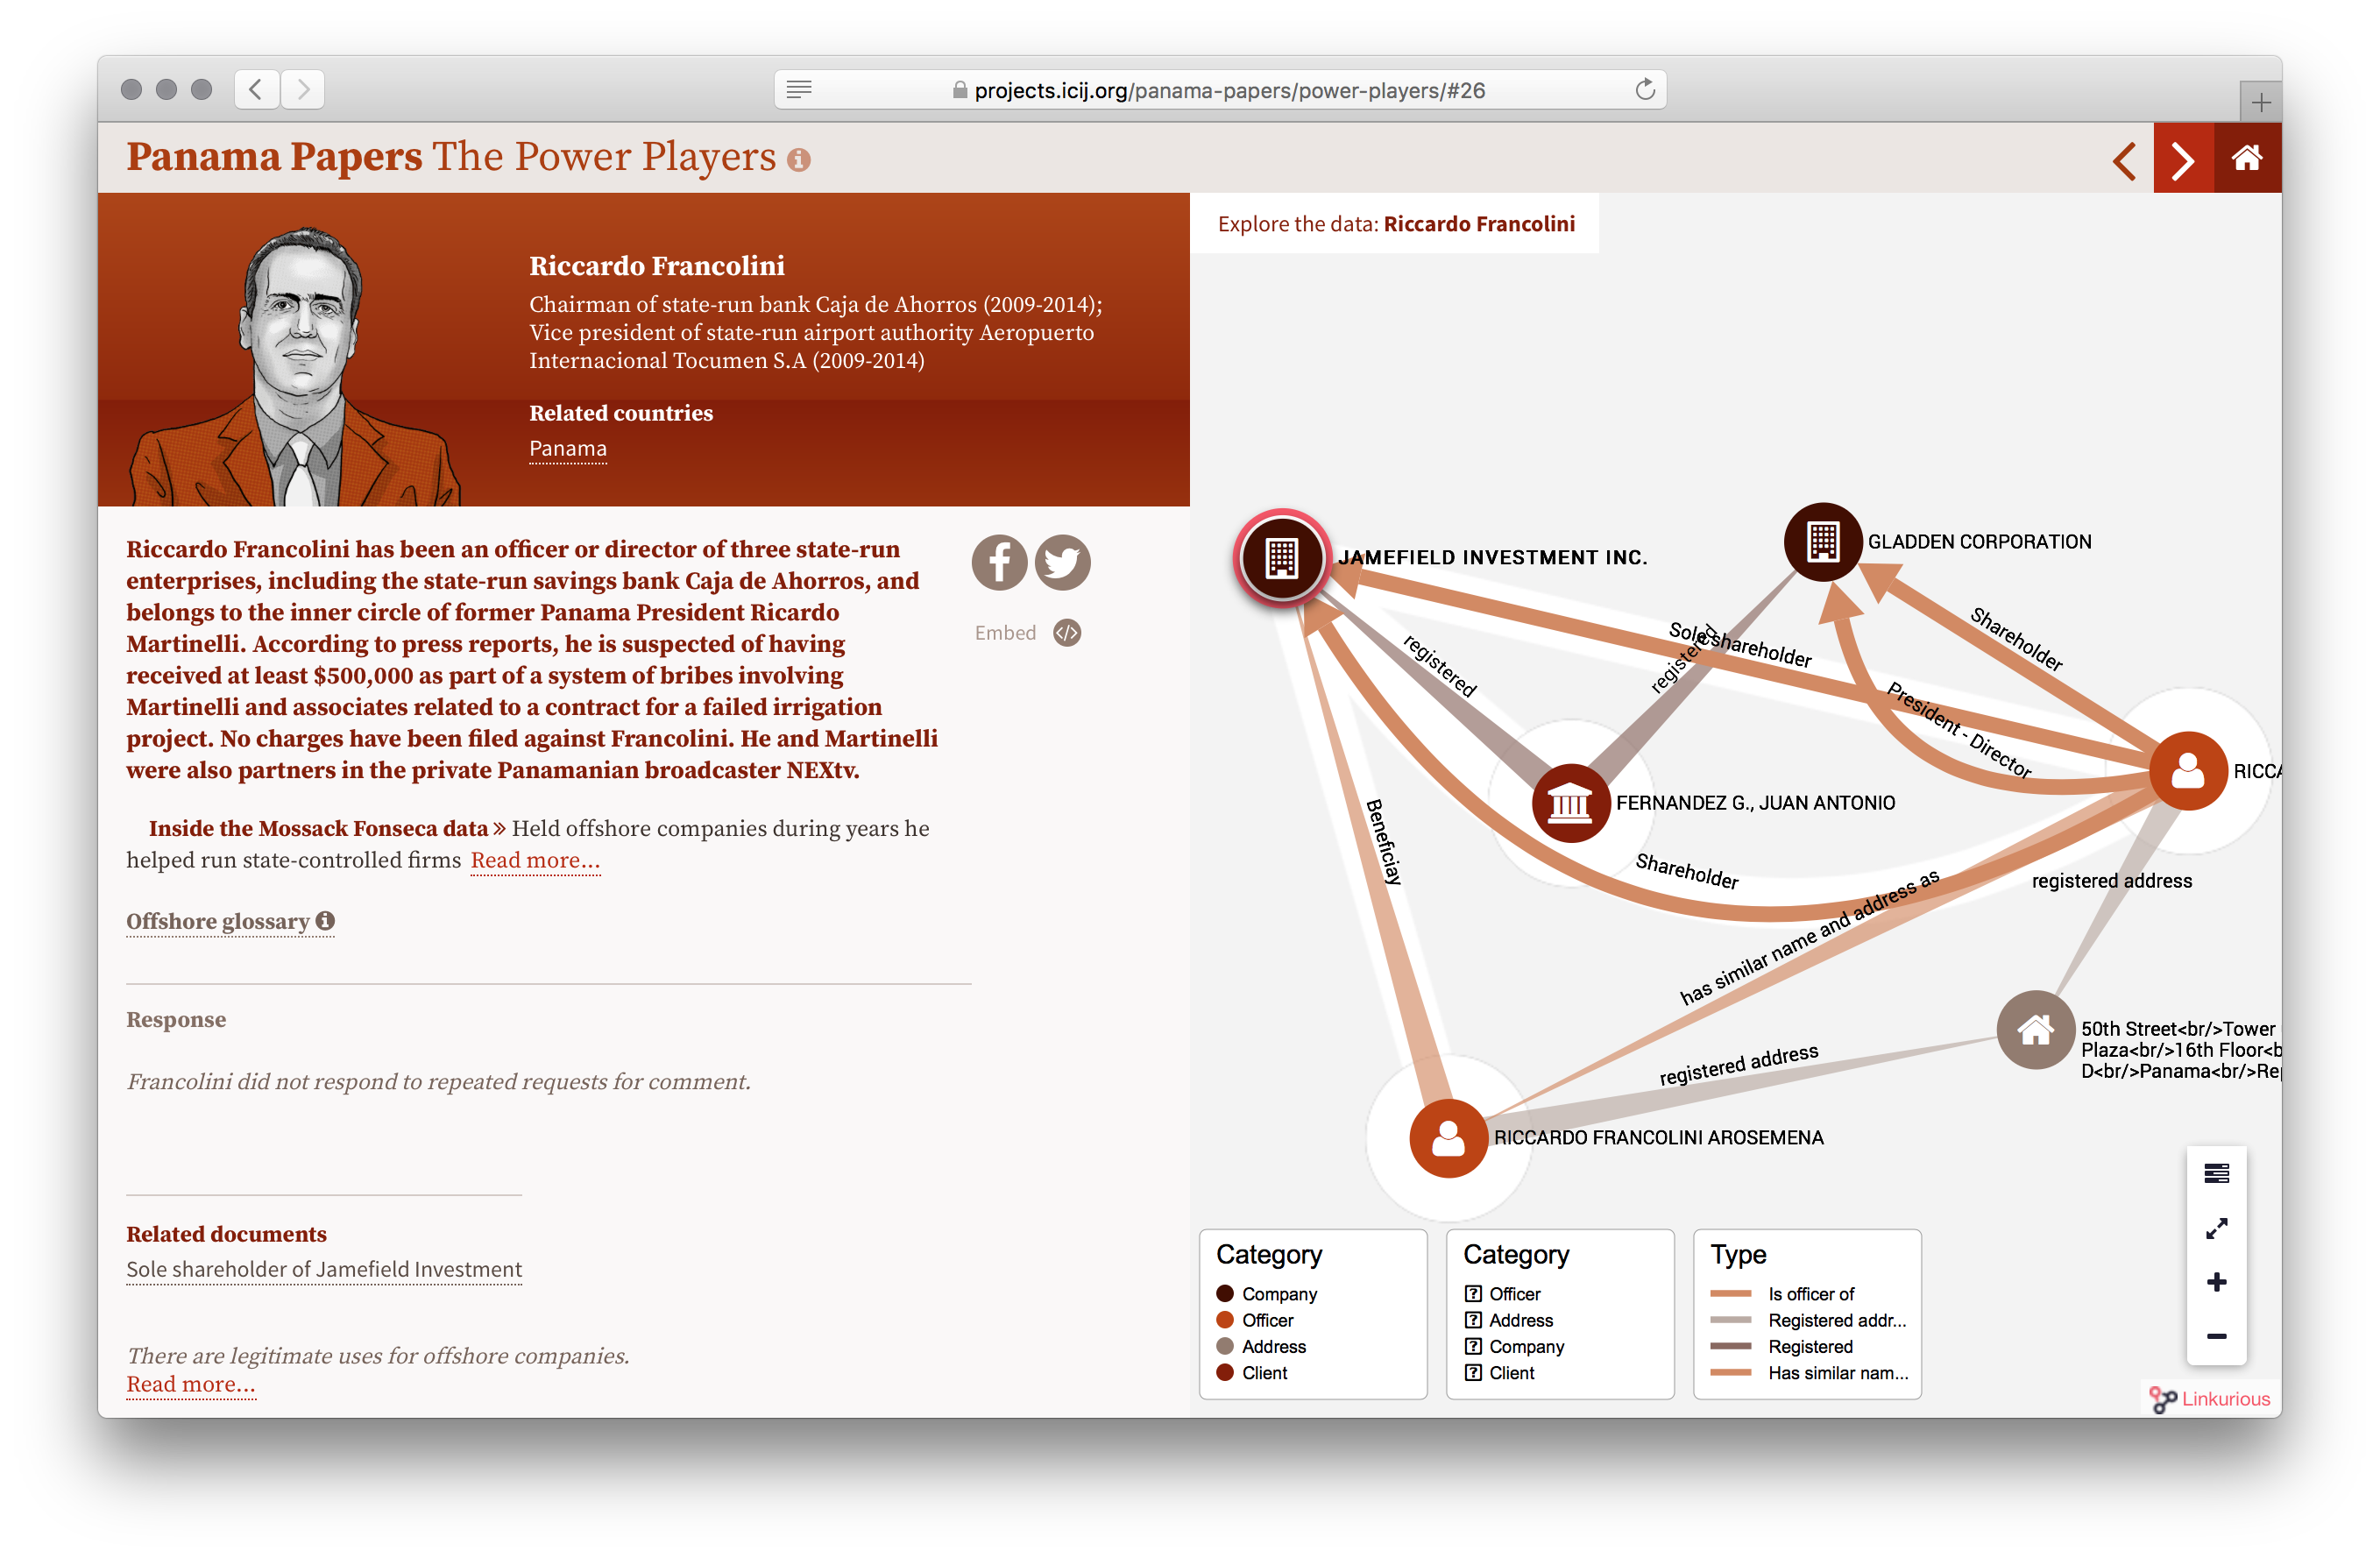 projects.icij.org/panama-papers/power-players/#26
Panama Papers The Power Players
Riccardo Francolini
Chairman of state-run bank Caja de Ahorros (2009-2014);
Vice president of state-run airport authority Aeropuerto
Internacional Tocumen S.A (2009-2014)
Related countries
Panama
Riccardo Francolini has been an officer or director of three state-run
enterprises, including the state-run savings bank Caja de Ahorros, and
belongs to the inner circle of former Panama President Ricardo
Martinelli. According to press reports, he is suspected of having
received at least $500,000 as part of a system of bribes involving
Martinelli and associates related to a contract for a failed irrigation
project. No charges have been filed against Francolini. He and Martinelli
were also partners in the private Panamanian broadcaster NEXtv.
Embed
Inside the Mossack Fonseca data » Held offshore companies during years he
helped run state-controlled firms Read more...
Offshore glossary
Response
Francolini did not respond to repeated requests for comment.
Related documents
Sole shareholder of Jamefield Investment
There are legitimate uses for offshore companies.
Read more...
Explore the data: Riccardo Francolini
JAMEFIELD INVESTMENT INC.
GLADDEN CORPORATION
Shareholder
Sole shareholder
registered
registered
President - Director
RICCA
FERNANDEZ G., JUAN ANTONIO
Beneficiay
Shareholder
registered address
has similar name and address as
50th Street<br/>Tower
Plaza<br/>16th Floor<b
D<br/>Panama<br/>Rep
registered address
RICCARDO FRANCOLINI AROSEMENA
Category
Company
Officer
Address
Client
Category
Officer
Address
Company
Client
Type
Is officer of
Registered addr...
Registered
Has similar nam...
Linkurious